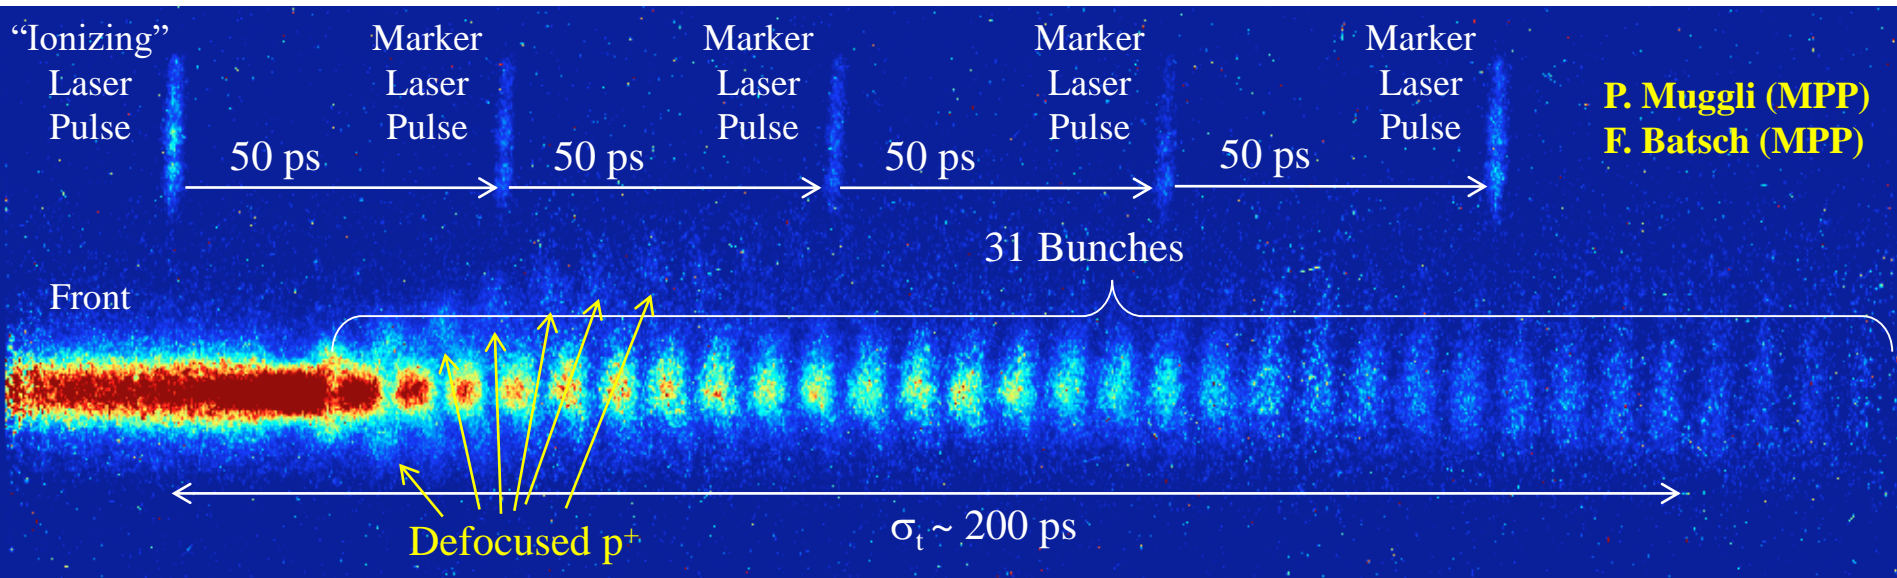 “Ionizing”
Laser
Pulse
Marker
Laser
Pulse
Marker
Laser
Pulse
Marker
Laser
Pulse
Marker
Laser
Pulse
P. Muggli (MPP)
F. Batsch (MPP)
50 ps
50 ps
50 ps
50 ps
31 Bunches
Front
Defocused p⁺
σₜ ~ 200 ps